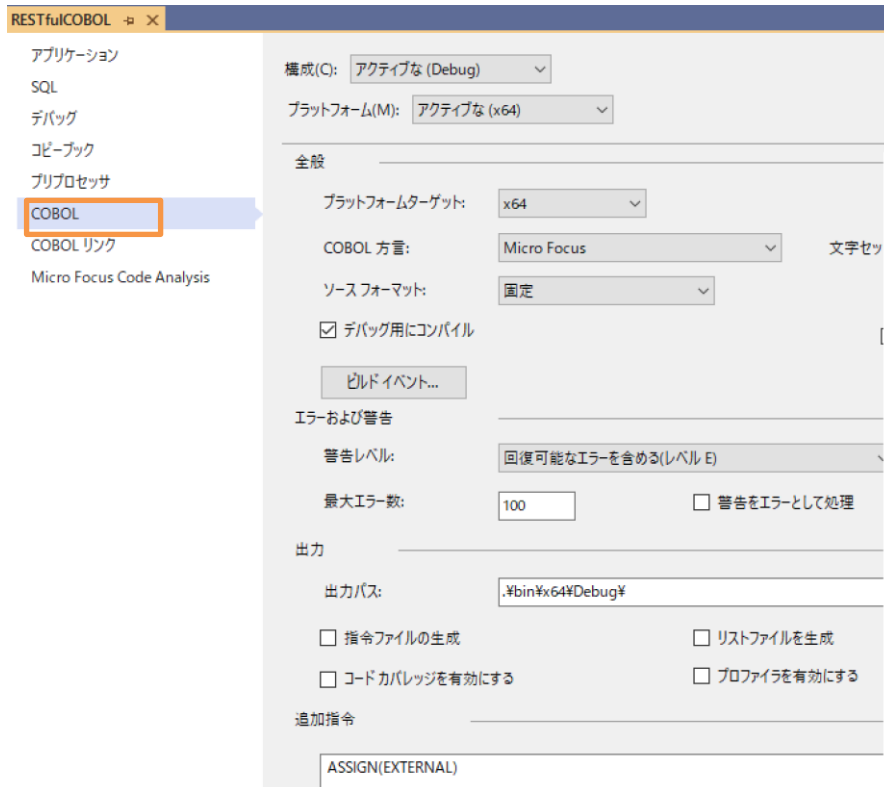 RESTfulCOBOL
アプリケーション
SQL
デバッグ
コピーブック
プリプロセッサ
COBOL
COBOL リンク
Micro Focus Code Analysis
構成(C): アクティブな (Debug)
プラットフォーム(M): アクティブな (x64)
全般
プラットフォームターゲット: x64
COBOL 方言: Micro Focus 文字セッ
ソース フォーマット: 固定
デバッグ用にコンパイル
ビルド イベント...
エラーおよび警告
警告レベル: 回復可能なエラーを含める(レベル E)
最大エラー数: 100 警告をエラーとして処理
出力
出力パス: .¥bin¥x64¥Debug¥
指令ファイルの生成 リストファイルを生成
コード カバレッジを有効にする プロファイラを有効にする
追加指令
ASSIGN(EXTERNAL)